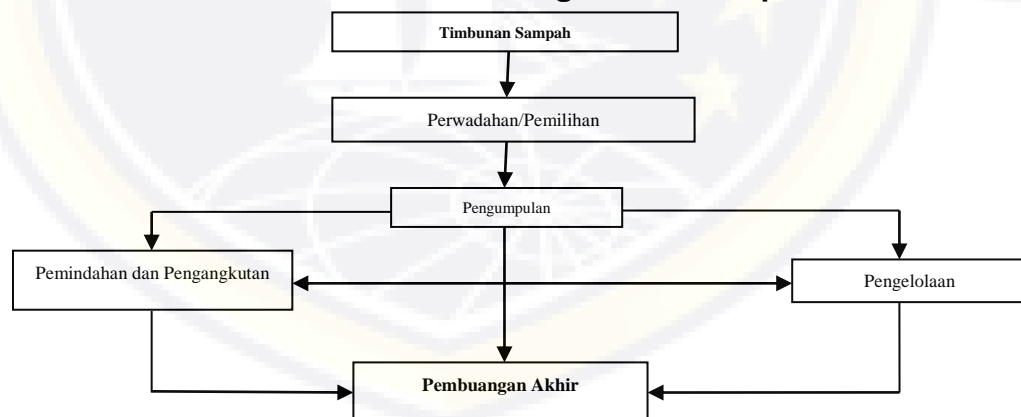 Timbunan Sampah
Perwadahan/Pemilihan
Pengumpulan
Pemindahan dan Pengangkutan
Pengelolaan
Pembuangan Akhir